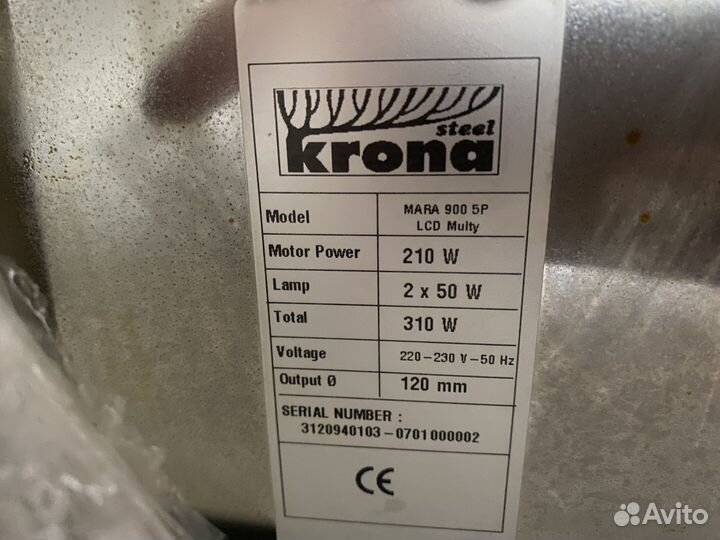 steel
Krona
Model MARA 900 5P
LCD Multy
Motor Power 210 W
Lamp 2 x 50 W
Total 310 W
Voltage 220-230 V-50 Hz
Output Ø 120 mm
SERIAL NUMBER :
3120940103-0701000002
CE
Avito